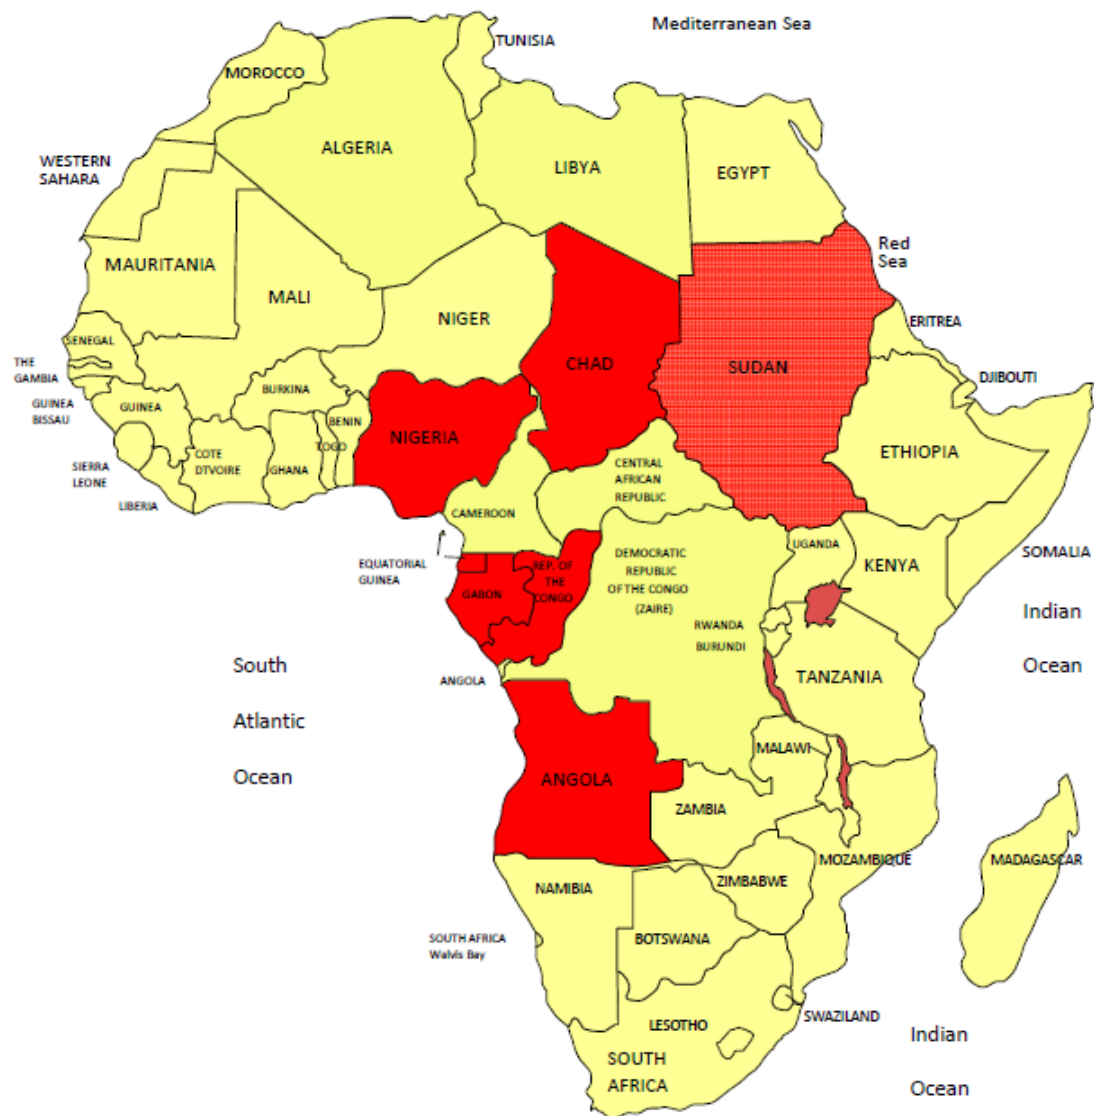 Mediterranean Sea
TUNISIA
MOROCCO
ALGERIA
LIBYA
EGYPT
WESTERN
SAHARA
Red
Sea
MAURITANIA
MALI
NIGER
CHAD
SUDAN
ERITREA
SENEGAL
THE
GAMBIA
GUINEA
BISSAU
GUINEA
BURKINA
BENIN
TOGO
NIGERIA
DJIBOUTI
ETHIOPIA
COTE
DTVOIRE
GHANA
SIERRA
LEONE
LIBERIA
CENTRAL
AFRICAN
REPUBLIC
CAMEROON
UGANDA
KENYA
SOMALIA
EQUATORIAL
GUINEA
GABON
REP. OF
THE
CONGO
DEMOCRATIC
REPUBLIC
OF THE CONGO
(ZAIRE)
RWANDA
BURUNDI
Indian
Ocean
South
Atlantic
Ocean
ANGOLA
TANZANIA
ANGOLA
MALAWI
ZAMBIA
MOZAMBIQUE
MADAGASCAR
NAMIBIA
ZIMBABWE
BOTSWANA
SOUTH AFRICA
Walvis Bay
SWAZILAND
LESOTHO
SOUTH
AFRICA
Indian
Ocean